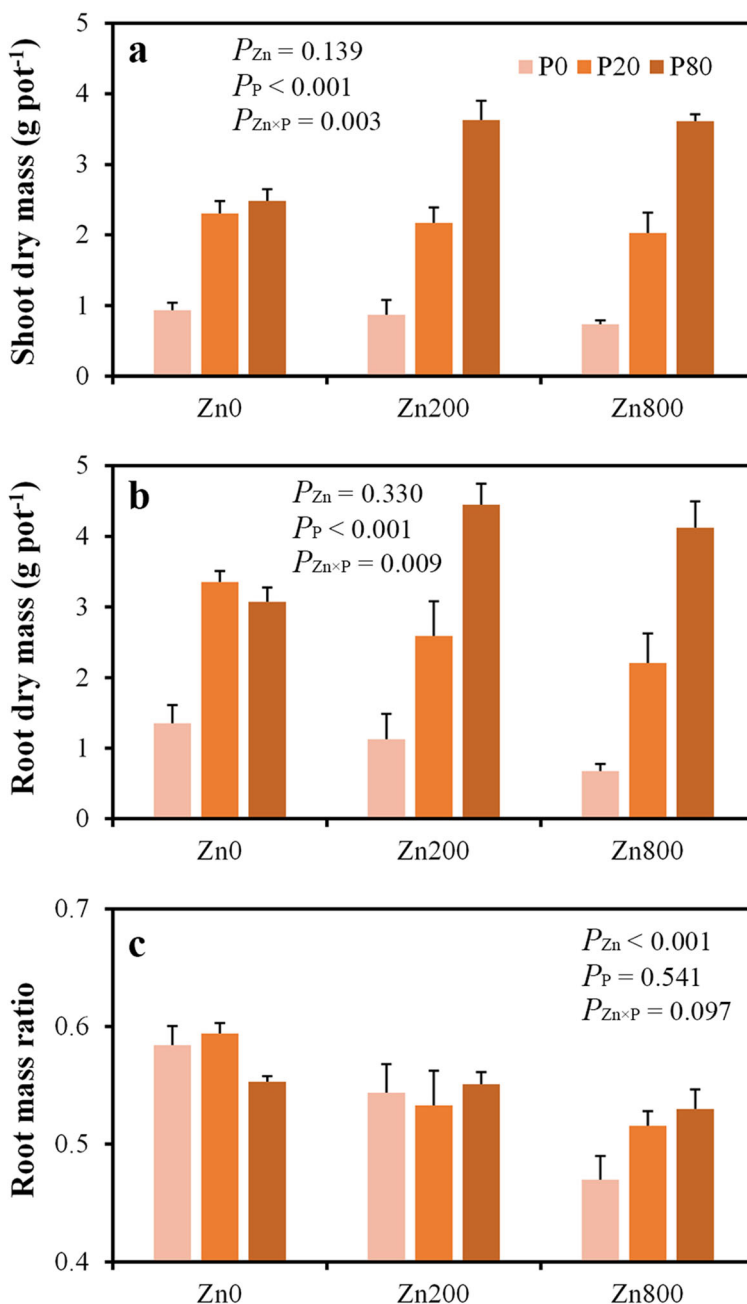 a
P_Zn = 0.139
P_P < 0.001
P_Zn×P = 0.003
P0 P20 P80
Shoot dry mass (g pot⁻¹)
5
4
3
2
1
0
Zn0 Zn200 Zn800
b
P_Zn = 0.330
P_P < 0.001
P_Zn×P = 0.009
Root dry mass (g pot⁻¹)
5
4
3
2
1
0
Zn0 Zn200 Zn800
c
P_Zn < 0.001
P_P = 0.541
P_Zn×P = 0.097
Root mass ratio
0.7
0.6
0.5
0.4
Zn0 Zn200 Zn800